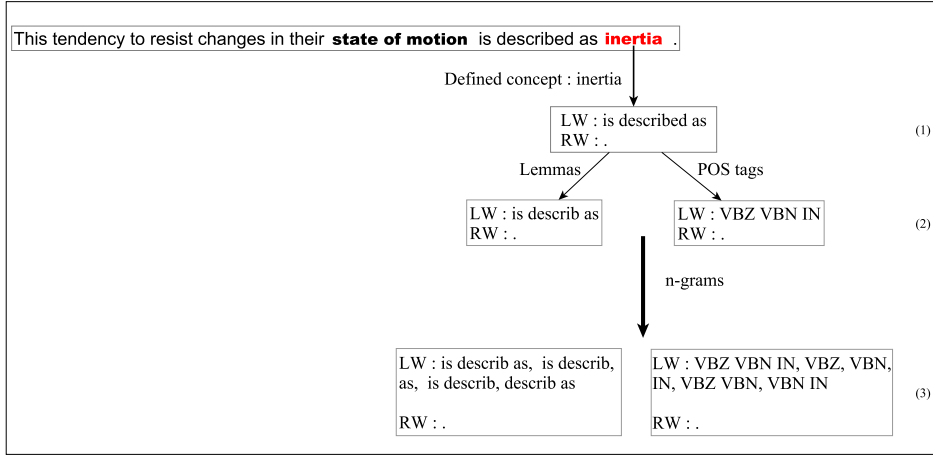 This tendency to resist changes in their state of motion is described as inertia .
Defined concept : inertia
LW : is described as
RW : .
(1)
Lemmas
POS tags
LW : is describ as
RW : .
LW : VBZ VBN IN
RW : .
(2)
n-grams
LW : is describ as, is describ,
as, is describ, describ as
RW : .
LW : VBZ VBN IN, VBZ, VBN,
IN, VBZ VBN, VBN IN
RW : .
(3)